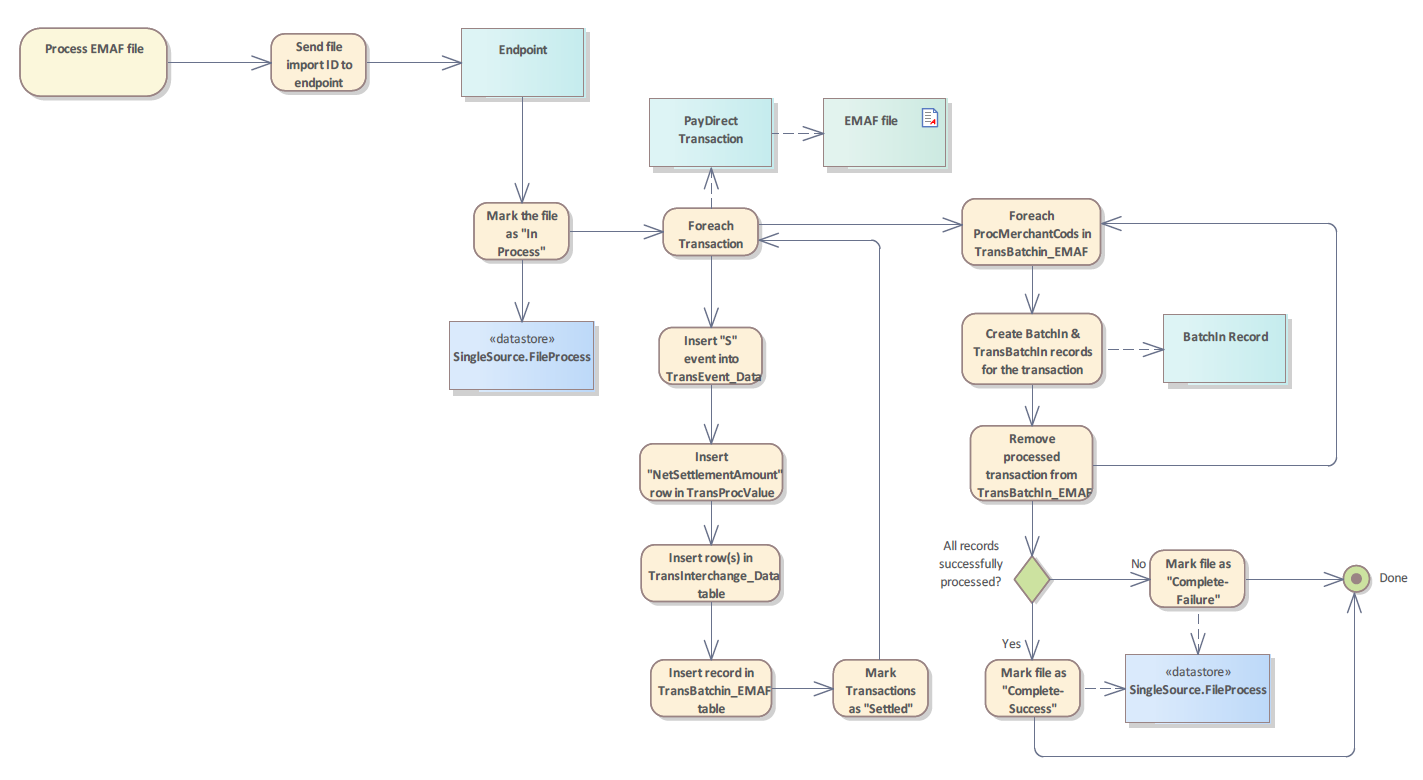 Process EMAF file
Send file
import ID to
endpoint
Endpoint
PayDirect
Transaction
EMAF file
Mark the file
as "In
Process"
Foreach
Transaction
Foreach
ProcMerchantCods in
TransBatchin_EMAF
«datastore»
SingleSource.FileProcess
Insert "S"
event into
TransEvent_Data
Create BatchIn &
TransBatchIn records
for the transaction
BatchIn Record
Insert
"NetSettlementAmount"
row in TransProcValue
Remove
processed
transaction from
TransBatchIn_EMAF
Insert row(s) in
TransInterchange_Data
table
All records
successfully
processed?
No
Mark file as
"Complete-
Failure"
Done
Yes
Insert record in
TransBatchin_EMAF
table
Mark
Transactions
as "Settled"
Mark file as
"Complete-
Success"
«datastore»
SingleSource.FileProcess